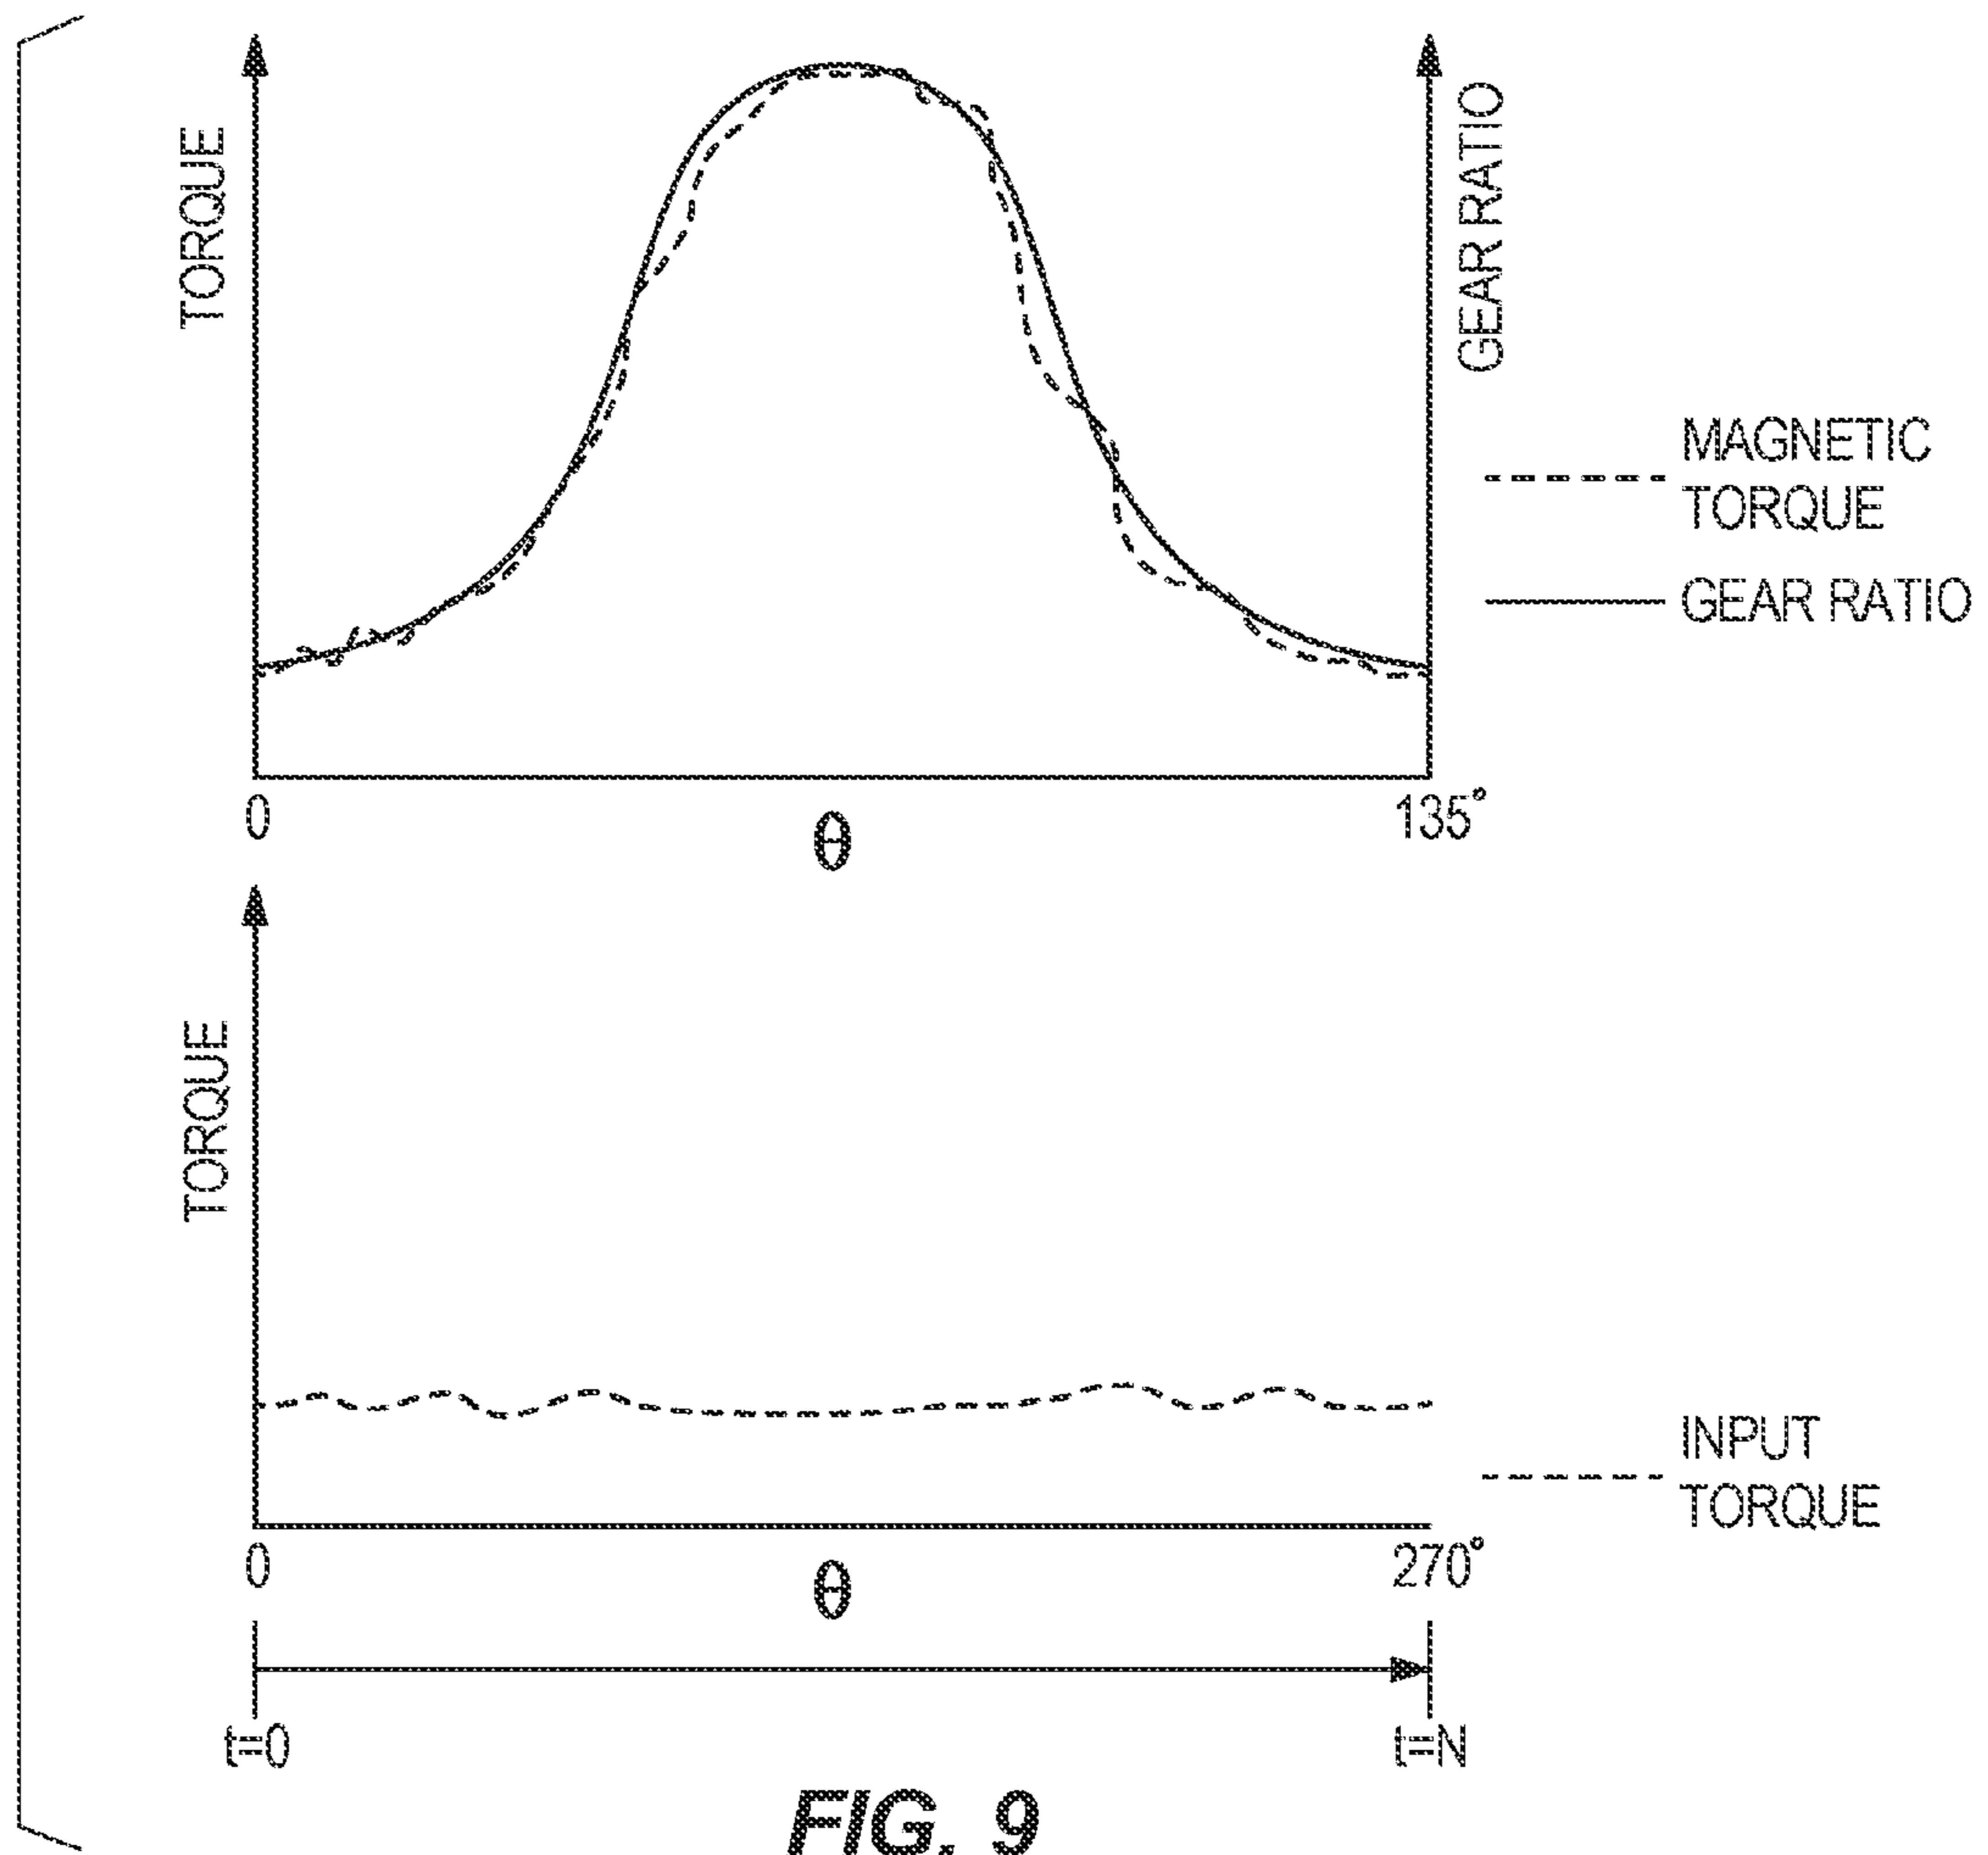 TORQUE
GEAR RATIO
MAGNETIC
TORQUE
GEAR RATIO
0
θ
135°
TORQUE
INPUT
TORQUE
0
θ
270°
t=0
t=N
FIG. 9